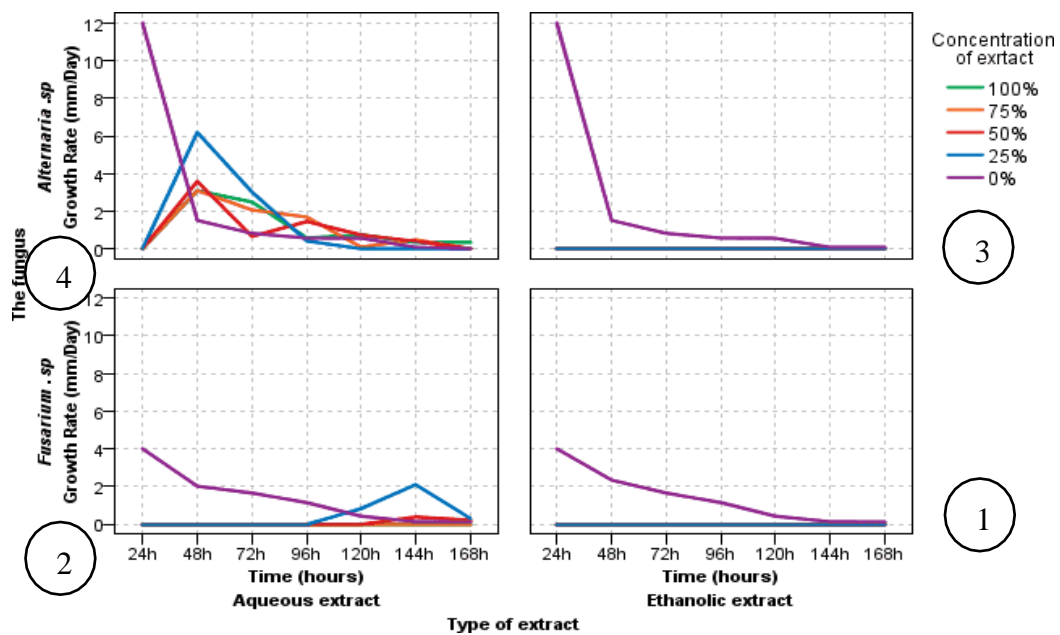 12
10
8
6
4
2
0
Alternaria .sp
Growth Rate (mm/Day)
Concentration
of exrtact
100%
75%
50%
25%
0%
4
3
The fungus
12
10
8
6
4
2
0
Fusarium . sp
Growth Rate (mm/Day)
2
1
24h 48h 72h 96h 120h 144h 168h
24h 48h 72h 96h 120h 144h 168h
Time (hours)
Time (hours)
Aqueous extract
Ethanolic extract
Type of extract